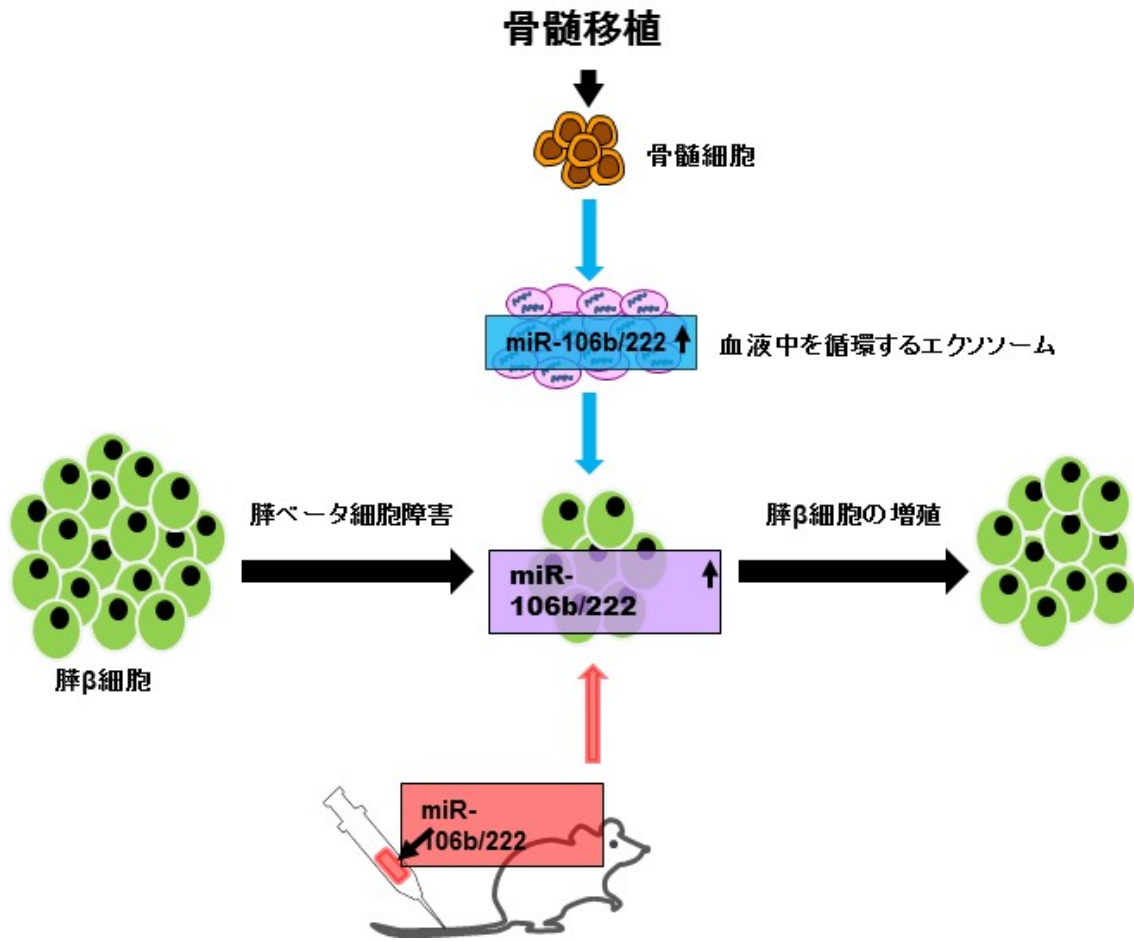 骨髄移植
骨髄細胞
miR-106b/222
血液中を循環するエクソソーム
膵ベータ細胞障害
膵β細胞の増殖
miR-
106b/222
膵β細胞
miR-
106b/222